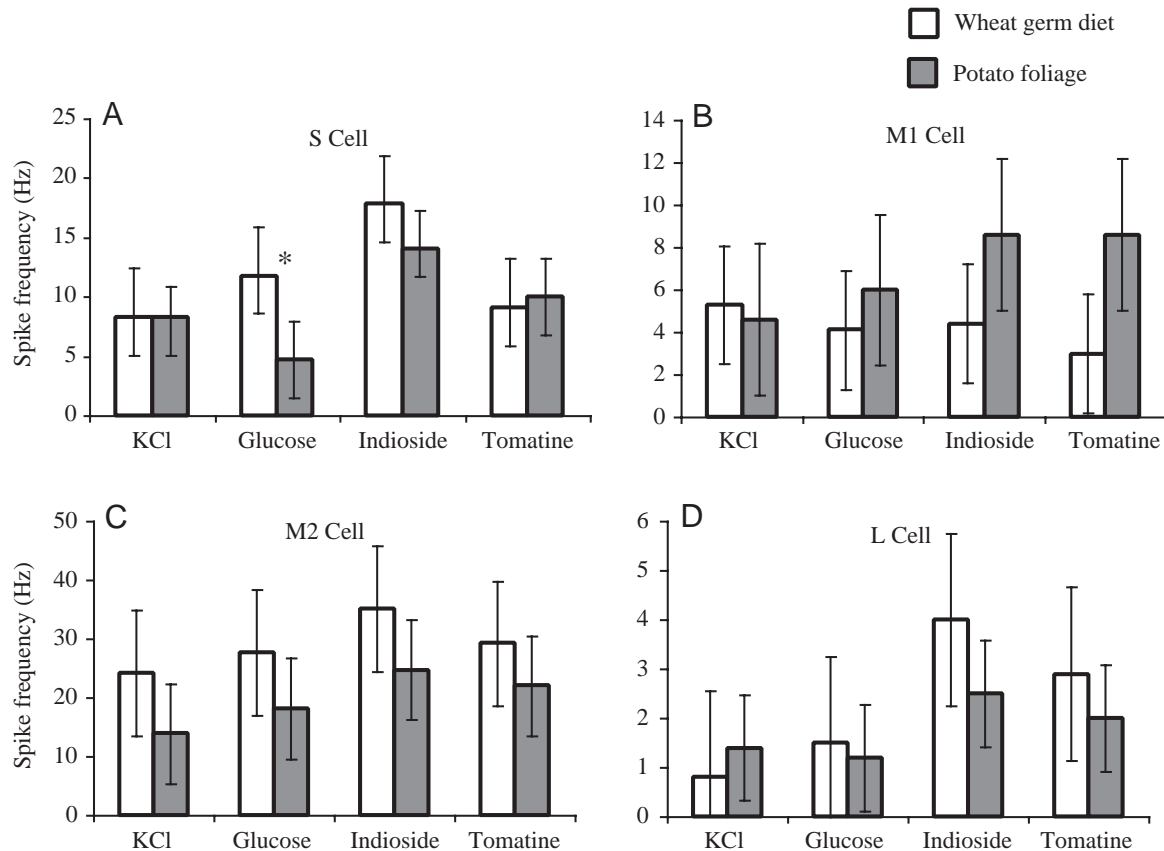 Wheat germ diet
Potato foliage
A
S Cell
Spike frequency (Hz)
25
20
15
10
5
0
*
KCl Glucose Indioside Tomatine
B
M1 Cell
14
12
10
8
6
4
2
0
KCl Glucose Indioside Tomatine
C
M2 Cell
Spike frequency (Hz)
50
40
30
20
10
0
KCl Glucose Indioside Tomatine
D
L Cell
6
5
4
3
2
1
0
KCl Glucose Indioside Tomatine